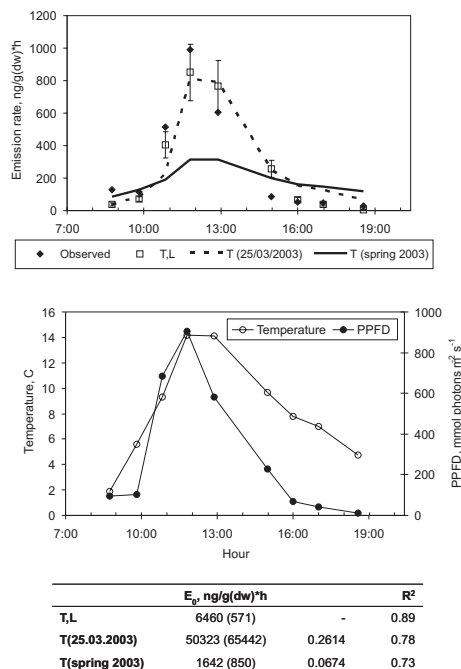 1200
1000
800
600
400
200
0
Emission rate, ng/g(dw)*h
7:00 10:00 13:00 16:00 19:00
Observed T,L T (25/03/2003) T (spring 2003)
16
14
12
10
8
6
4
2
0
Temperature, C
Temperature PPFD
1000
800
600
400
200
0
PPFD, mmol photons m² s⁻¹
7:00 10:00 13:00 16:00 19:00
Hour
E₀, ng/g(dw)*h R²
T,L 6460 (571) - 0.89
T(25.03.2003) 50323 (65442) 0.2614 0.78
T(spring 2003) 1642 (850) 0.0674 0.73